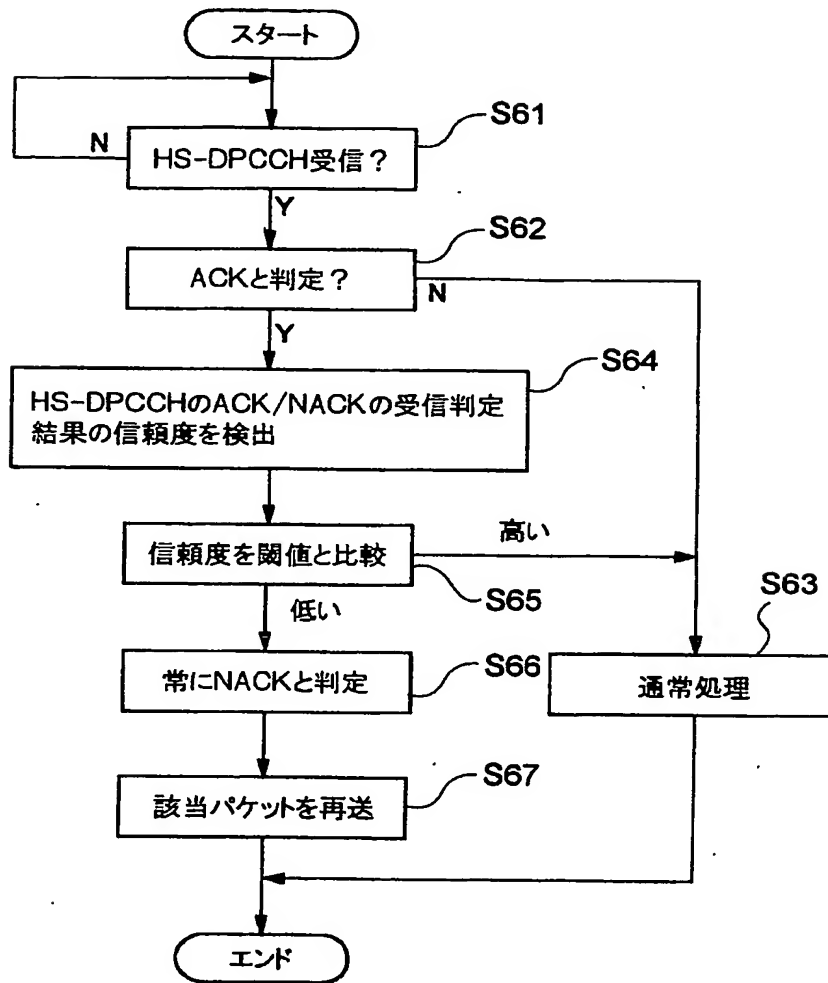 スタート
S61
N
HS-DPCCH受信？
Y
S62
ACKと判定？
N
Y
S64
HS-DPCCHのACK/NACKの受信判定
結果の信頼度を検出
高い
信頼度を閾値と比較
S65
S63
低い
常にNACKと判定
S66
通常処理
S67
該当パケットを再送
エンド